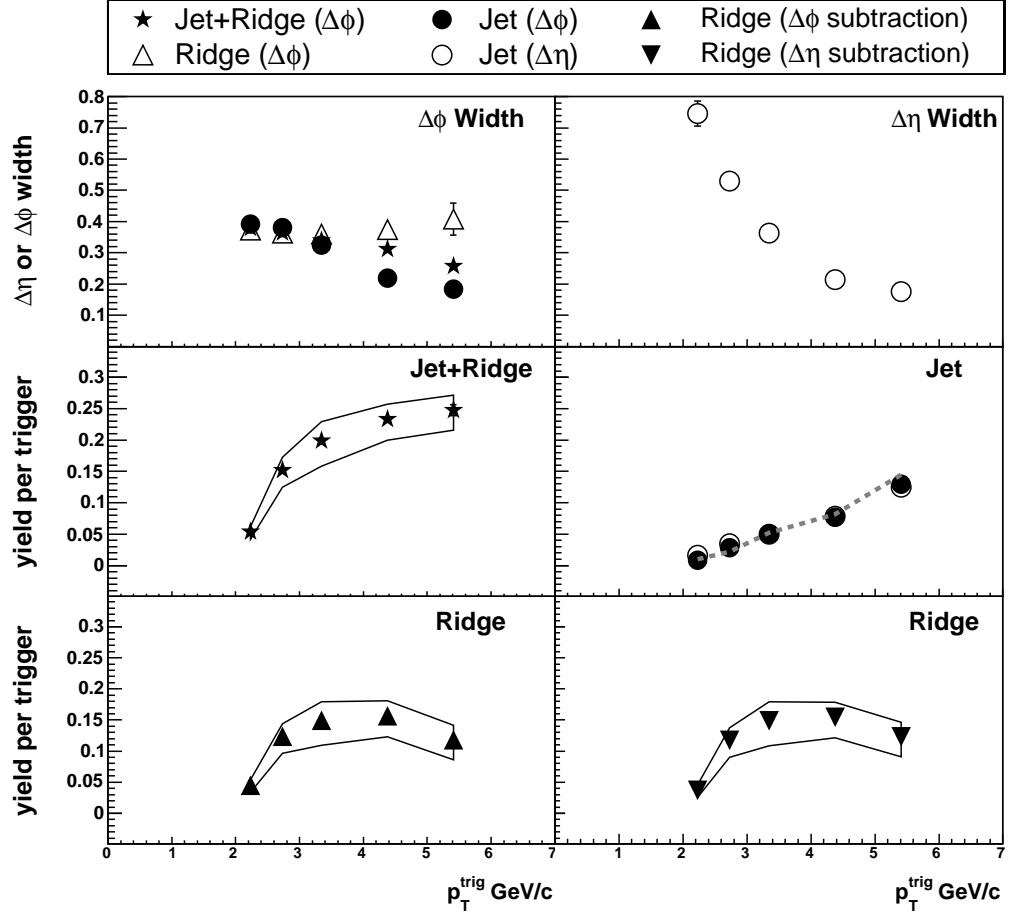 ★ Jet+Ridge (Δϕ) ● Jet (Δϕ) ▲ Ridge (Δϕ subtraction)
△ Ridge (Δϕ) ○ Jet (Δη) ▼ Ridge (Δη subtraction)
Δη or Δϕ width
0.8
0.7
0.6
0.5
0.4
0.3
0.2
0.1
Δϕ Width
Δη Width
yield per trigger
0.3
0.25
0.2
0.15
0.1
0.05
0
Jet+Ridge
Jet
yield per trigger
0.3
0.25
0.2
0.15
0.1
0.05
0
Ridge
Ridge
0 1 2 3 4 5 6 1 2 3 4 5 6 7
p_T^trig GeV/c p_T^trig GeV/c